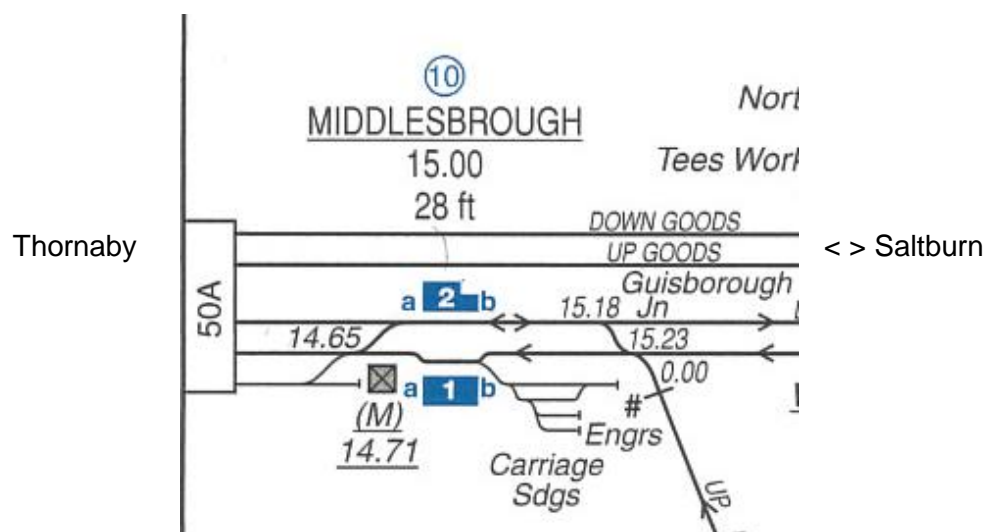 10
MIDDLESBROUGH
15.00
28 ft
Nort
Tees Work
DOWN GOODS
UP GOODS
Thornaby
< > Saltburn
50A
a 2 b
Guisborough
15.18 Jn
14.65
15.23
0.00
a 1 b
#
(M)
14.71
Engrs
Carriage
Sdgs
UP